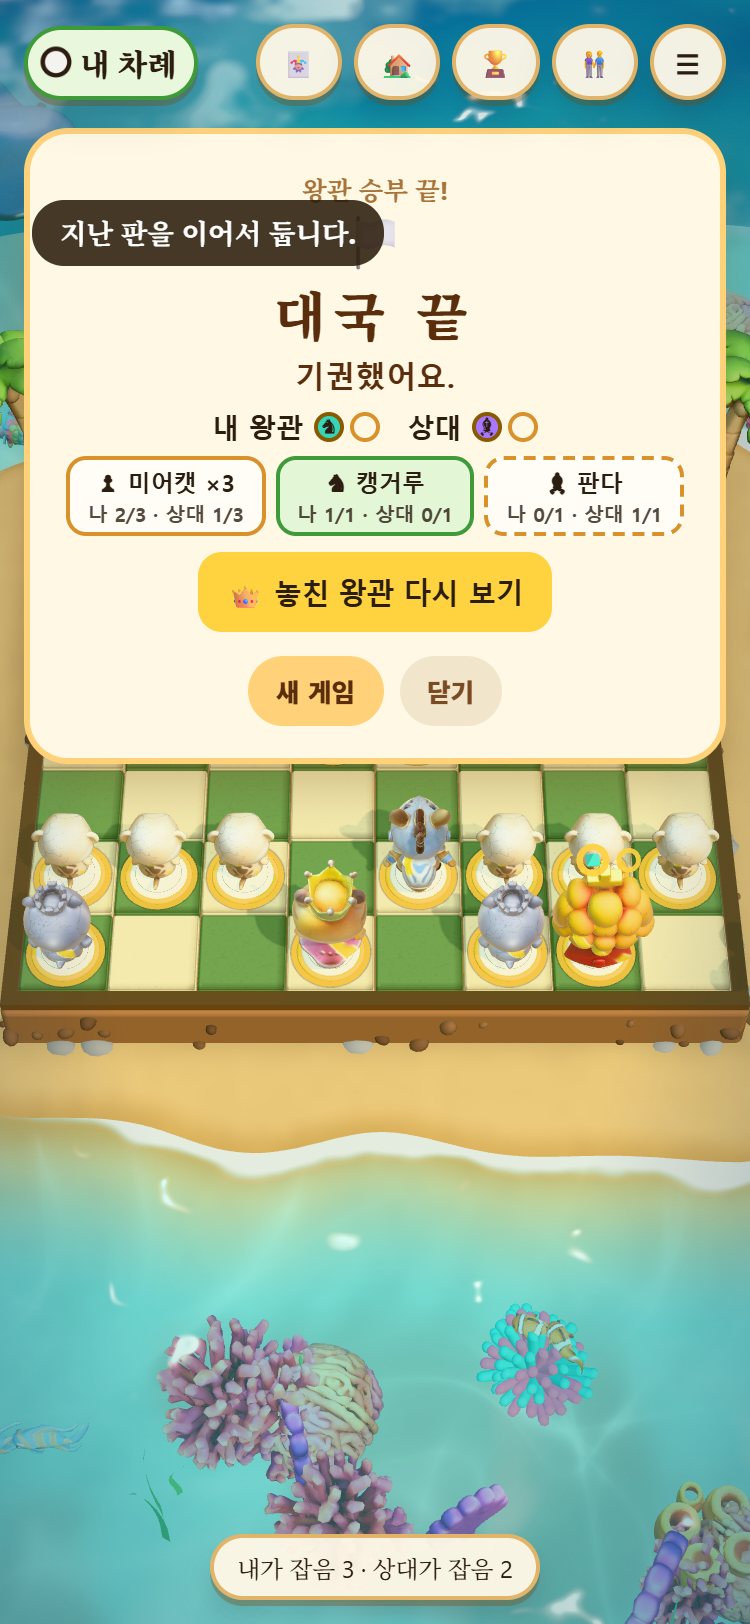 내 차례
왕관 승부 끝!
지난 판을 이어서 둡니다.
대국 끝
기권했어요.
내 왕관 상대
미어캣 ×3 캥거루 판다
나 2/3 · 상대 1/3 나 1/1 · 상대 0/1 나 0/1 · 상대 1/1
놓친 왕관 다시 보기
새 게임 닫기
내가 잡음 3 · 상대가 잡음 2